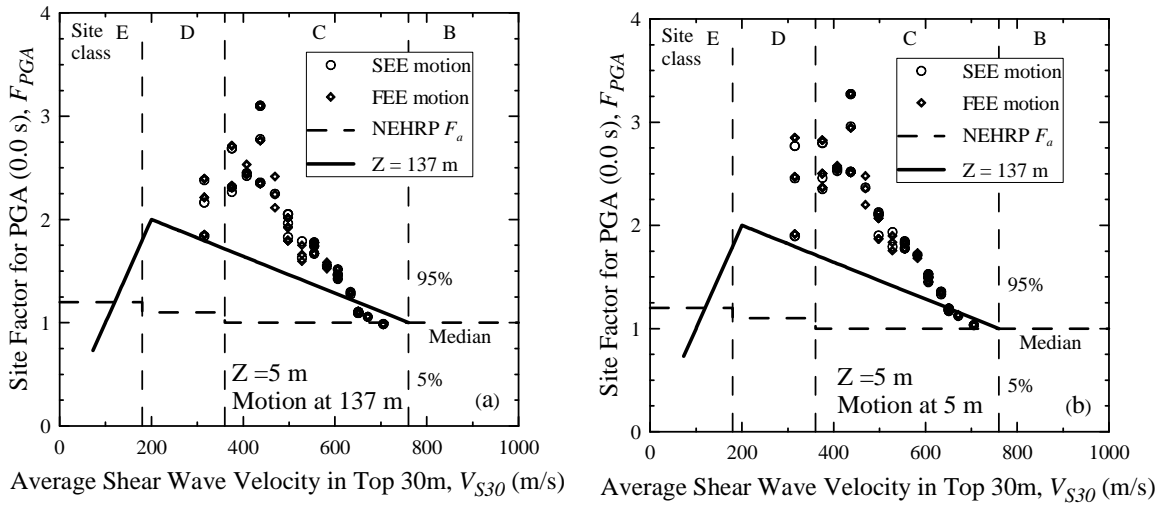 Site class
E
D
C
B
SEE motion
FEE motion
NEHRP Fa
Z = 137 m
95%
Median
5%
Z =5 m
Motion at 137 m
(a)
4
3
2
1
0
0 200 400 600 800 1000
Site Factor for PGA (0.0 s), FPGA
Average Shear Wave Velocity in Top 30m, VS30 (m/s)
Site class
E
D
C
B
SEE motion
FEE motion
NEHRP Fa
Z = 137 m
95%
Median
5%
Z =5 m
Motion at 5 m
(b)
4
3
2
1
0
0 200 400 600 800 1000
Site Factor for PGA (0.0 s), FPGA
Average Shear Wave Velocity in Top 30m, VS30 (m/s)